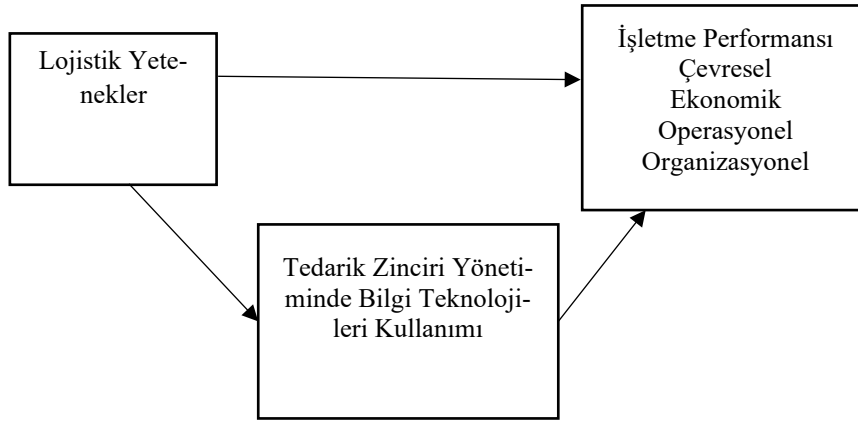 Lojistik Yete-
nekler
İşletme Performansı
Çevresel
Ekonomik
Operasyonel
Organizasyonel
Tedarik Zinciri Yöneti-
minde Bilgi Teknoloji-
leri Kullanımı